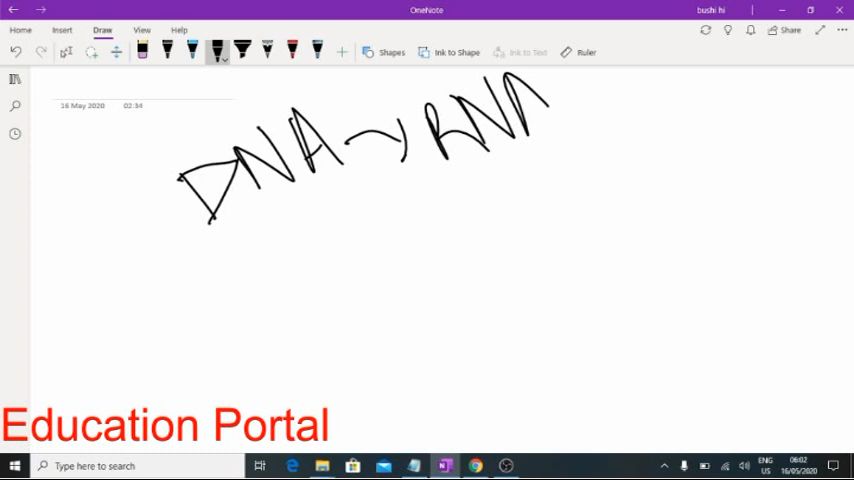 OneNote
bushi hi
Home Insert Draw View Help
Share
Shapes Ink to Shape Ink to Text Ruler
16 May 2020 02:34
DNA → RNA
Education Portal
Type here to search
ENG 06:02
US 16/05/2020